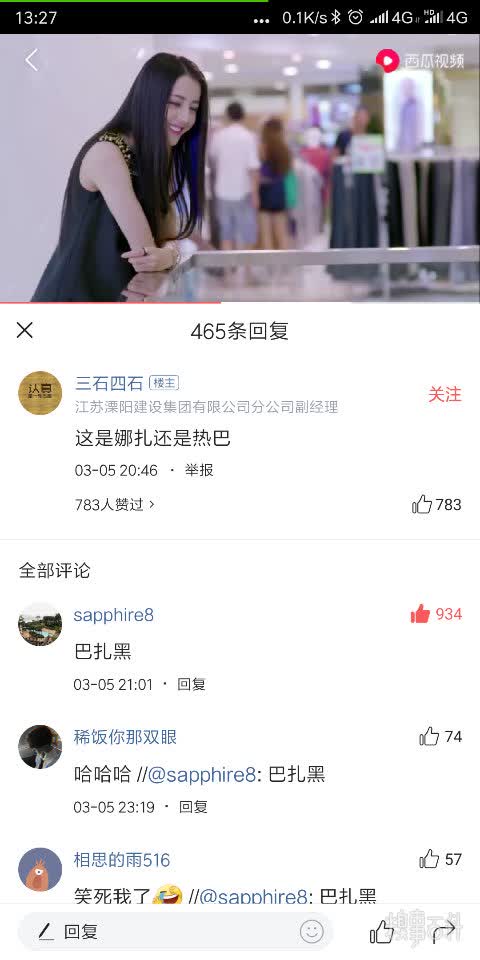 13:27
... 0.1K/s 4G HD 4G
西瓜视频
465条回复
认真
三石四石 楼主
关注
江苏溧阳建设集团有限公司分公司副经理
这是娜扎还是热巴
03-05 20:46 · 举报
783人赞过 >
783
全部评论
sapphire8
934
巴扎黑
03-05 21:01 · 回复
稀饭你那双眼
74
哈哈哈 //@sapphire8: 巴扎黑
03-05 23:19 · 回复
相思的雨516
57
笑死我了🤣 //@sapphire8: 巴扎黑
回复